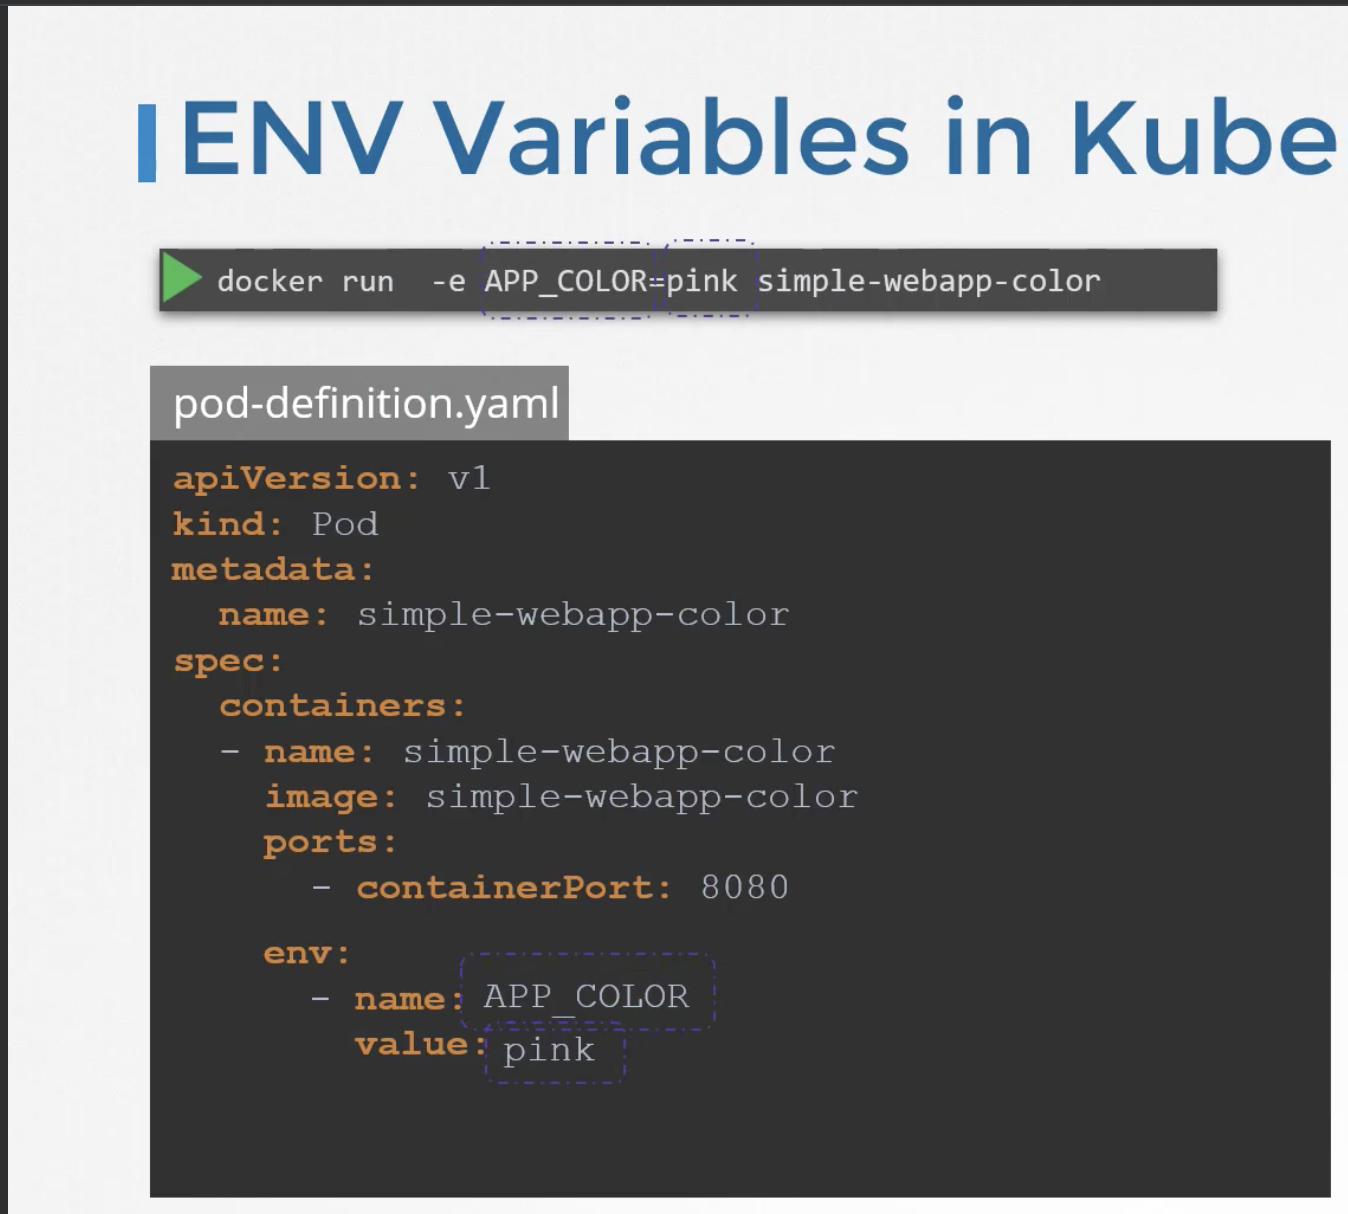 ENV Variables in Kube
docker run  -e APP_COLOR=pink simple-webapp-color
pod-definition.yaml
apiVersion: v1
kind: Pod
metadata:
  name: simple-webapp-color
spec:
  containers:
  - name: simple-webapp-color
    image: simple-webapp-color
    ports:
      - containerPort: 8080
    env:
      - name: APP_COLOR
        value: pink